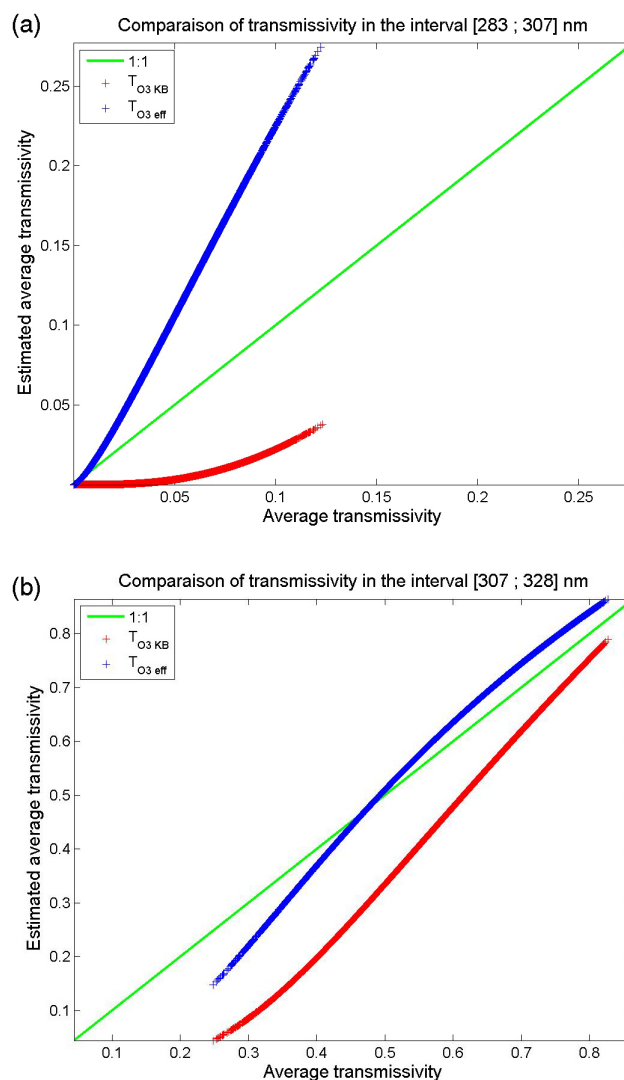 (a)
Comparaison of transmissivity in the interval [283 ; 307] nm
1:1
T O3 KB
T O3 eff
Estimated average transmissivity
0.25
0.2
0.15
0.1
0.05
0.05 0.1 0.15 0.2 0.25
Average transmissivity
(b)
Comparaison of transmissivity in the interval [307 ; 328] nm
1:1
T O3 KB
T O3 eff
Estimated average transmissivity
0.8
0.7
0.6
0.5
0.4
0.3
0.2
0.1
0.1 0.2 0.3 0.4 0.5 0.6 0.7 0.8
Average transmissivity